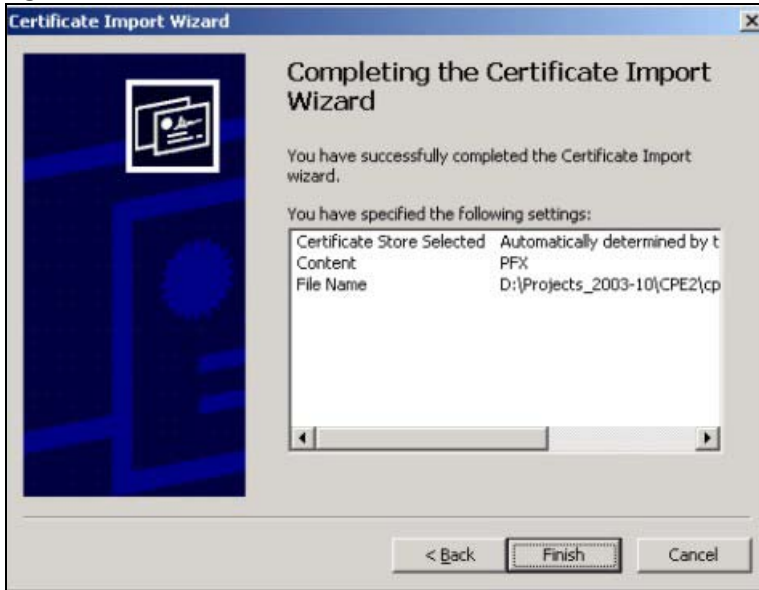 Certificate Import Wizard
Completing the Certificate Import
Wizard
You have successfully completed the Certificate Import
wizard.
You have specified the following settings:
Certificate Store Selected Automatically determined by t
Content PFX
File Name D:\Projects_2003-10\CPE2\cp
< Back Finish Cancel